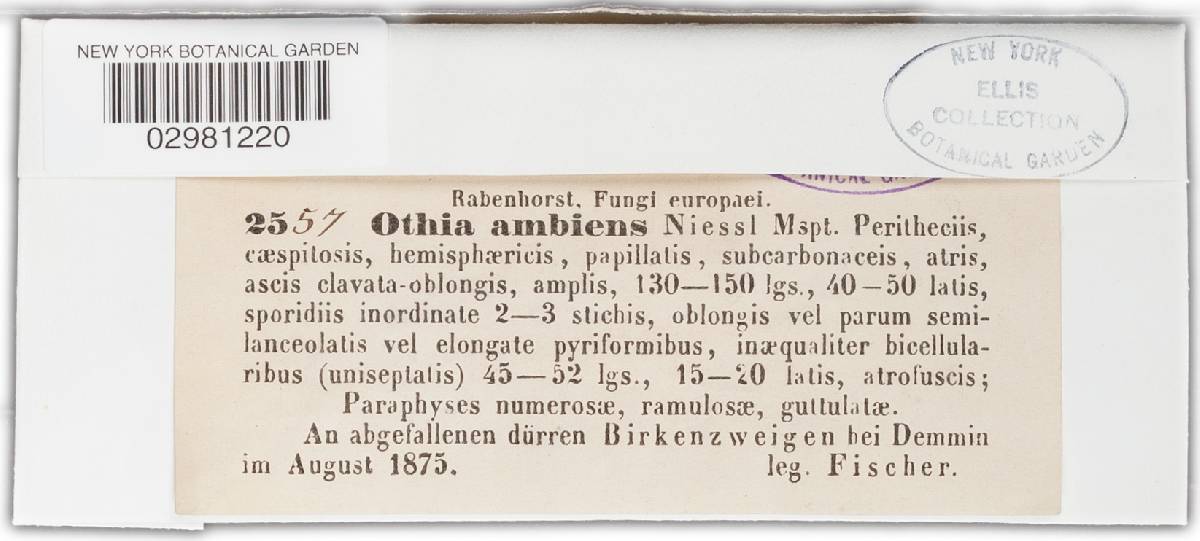 NEW YORK BOTANICAL GARDEN
02981220
NEW YORK
ELLIS
COLLECTION
BOTANICAL GARDEN
Rabenhorst, Fungi europaei.
2557 Othia ambiens Niessl Mspt. Peritheciis,
cæspitosis, hemisphæricis, papillatis, subcarbonaceis, atris,
ascis clavata-oblongis, amplis, 130—150 lgs., 40—50 latis,
sporidiis inordinate 2—3 stichis, oblongis vel parum semi-
lanceolatis vel elongate pyriformibus, inæqualiter bicellula-
ribus (uniseptatis) 45—52 lgs., 15—20 latis, atrofuscis;
Paraphyses numerosæ, ramulosæ, guttulatæ.
An abgefallenen dürren Birkenzweigen bei Demmin
im August 1875. leg. Fischer.